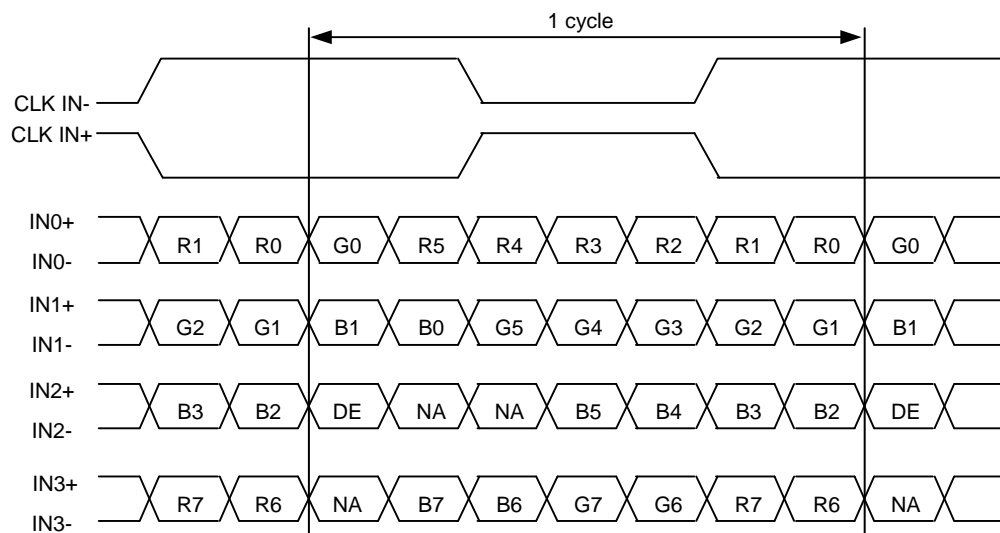 1 cycle
CLK IN-
CLK IN+
IN0+
R1 R0 G0 R5 R4 R3 R2 R1 R0 G0
IN0-
IN1+
G2 G1 B1 B0 G5 G4 G3 G2 G1 B1
IN1-
IN2+
B3 B2 DE NA NA B5 B4 B3 B2 DE
IN2-
IN3+
R7 R6 NA B7 B6 G7 G6 R7 R6 NA
IN3-